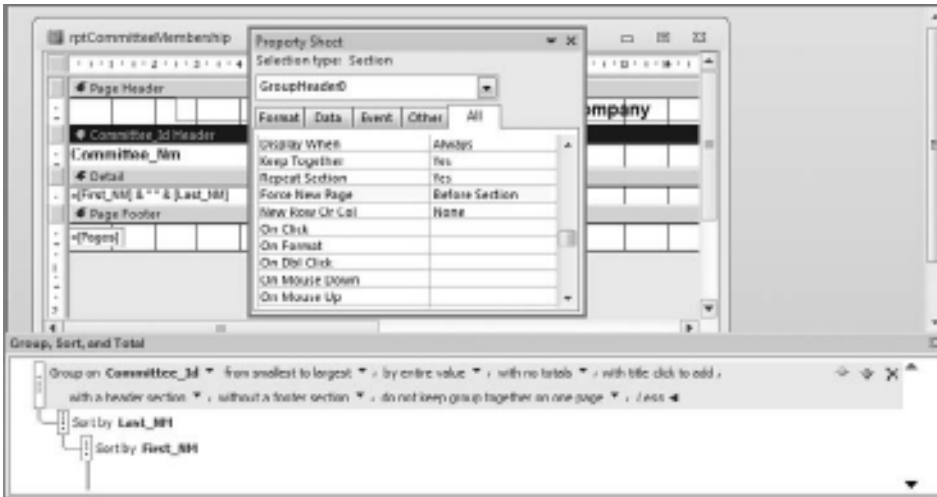 rptCommitteeMembership
Property Sheet
Selection type: Section
GroupHeader0
Format Data Event Other All
Display When Always
Keep Together Yes
Repeat Section Yes
Force New Page Before Section
New Row Or Col None
On Click
On Format
On Dbl Click
On Mouse Down
On Mouse Up
Page Header
ompany
Committee_Id Header
Committee_Nm
Detail
=[First_NM] & " " & [Last_NM]
Page Footer
=[Pages]
Group, Sort, and Total
Group on Committee_Id from smallest to largest , by entire value , with no totals , with title click to add ,
with a header section , without a footer section , do not keep group together on one page , Less
Sort by Last_NM
Sort by First_NM